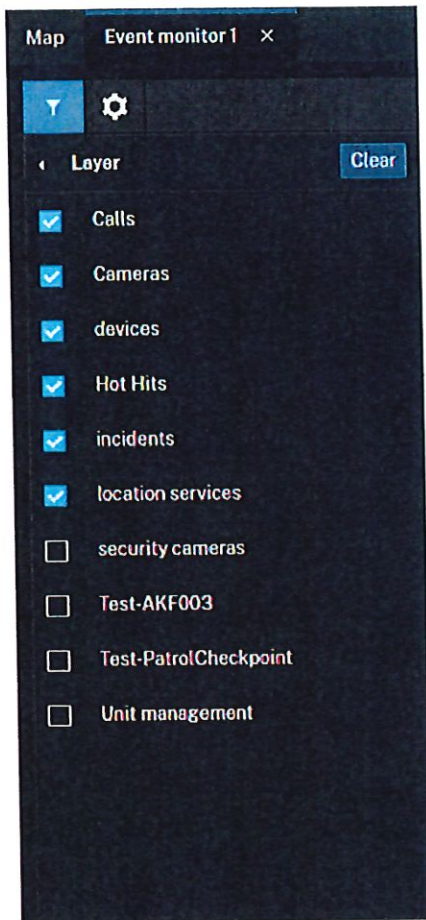 Map Event monitor 1 ×
Layer Clear
Calls
Cameras
devices
Hot Hits
incidents
location services
security cameras
Test-AKF003
Test-PatrolCheckpoint
Unit management